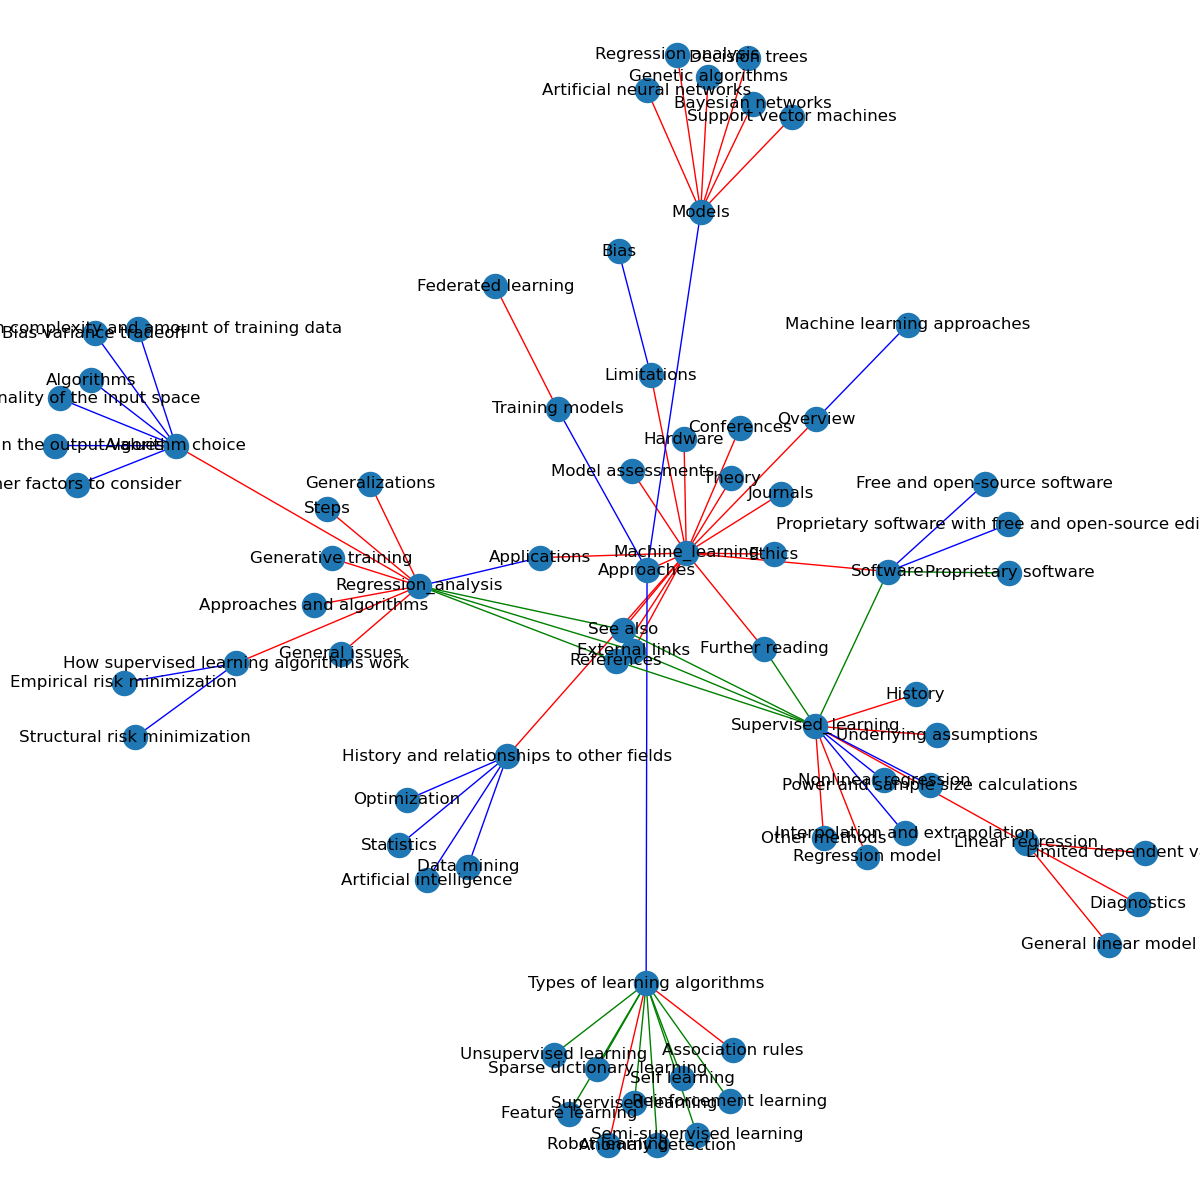 Regression analysis
Decision trees
Genetic algorithms
Artificial neural networks
Bayesian networks
Support vector machines
Models
Bias
Federated learning
Machine learning approaches
complexity and amount of training data
Bias-variance tradeoff
Limitations
Algorithms
of the input space
Training models
Overview
Conferences
Hardware
n the output values
Algorithm choice
Model assessments
Theory
Generalizations
Free and open-source software
factors to consider
Journals
Steps
Proprietary software with free and open-source edi
Generative training
Applications
Machine_learning
Ethics
Approaches
Software
Proprietary software
Regression_analysis
Approaches and algorithms
See also
External links
Further reading
General issues
References
How supervised learning algorithms work
Empirical risk minimization
History
Supervised_learning
Underlying assumptions
Structural risk minimization
History and relationships to other fields
Nonlinear regression
Power and sample size calculations
Optimization
Interpolation and extrapolation
Other methods
Linear regression
Statistics
Limited dependent v
Regression model
Data mining
Artificial intelligence
Diagnostics
General linear model
Types of learning algorithms
Association rules
Unsupervised learning
Sparse dictionary learning
Self learning
Supervised learning
Reinforcement learning
Feature learning
Semi-supervised learning
Robot learning
Anomaly detection